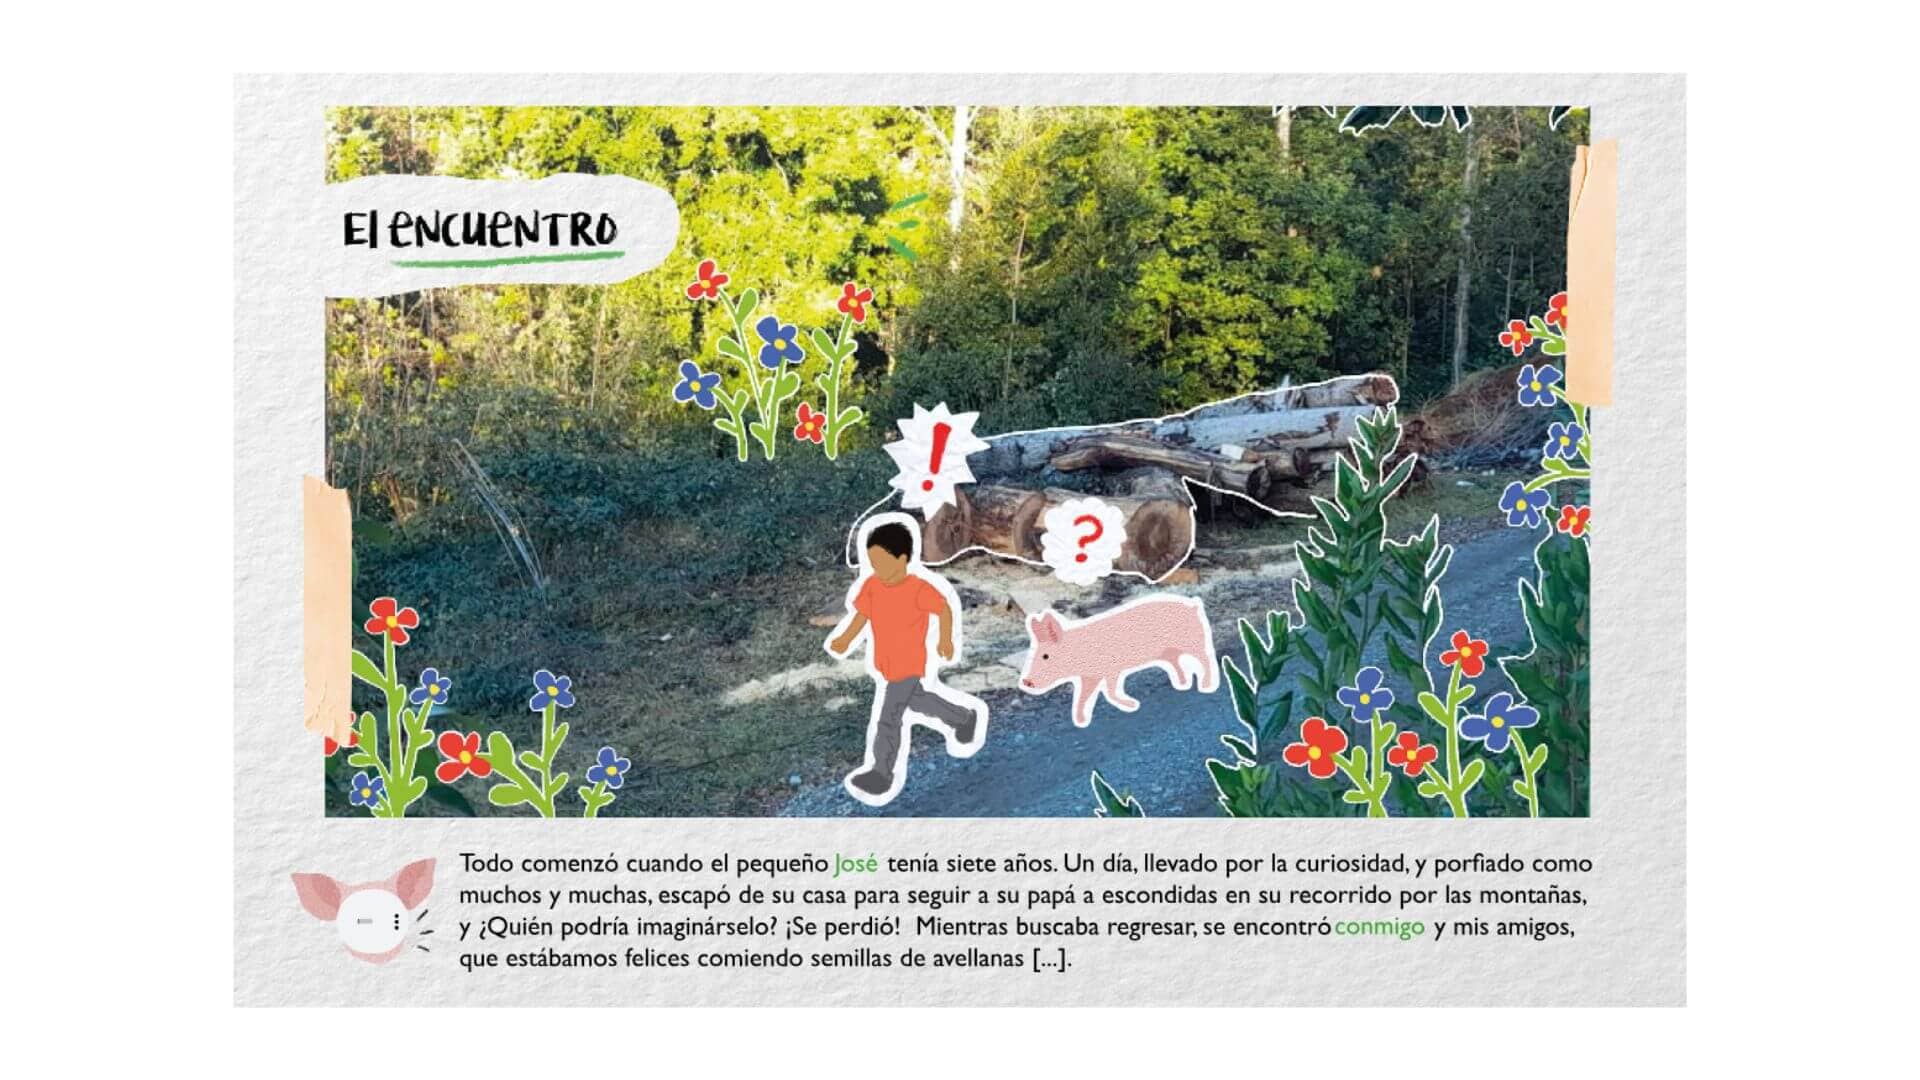 El ENCUENTRO
!
?
Todo comenzó cuando el pequeño José tenía siete años. Un día, llevado por la curiosidad, y porfiado como
muchos y muchas, escapó de su casa para seguir a su papá a escondidas en su recorrido por las montañas,
y ¿Quién podría imaginárselo? ¡Se perdió! Mientras buscaba regresar, se encontró conmigo y mis amigos,
que estábamos felices comiendo semillas de avellanas [...].